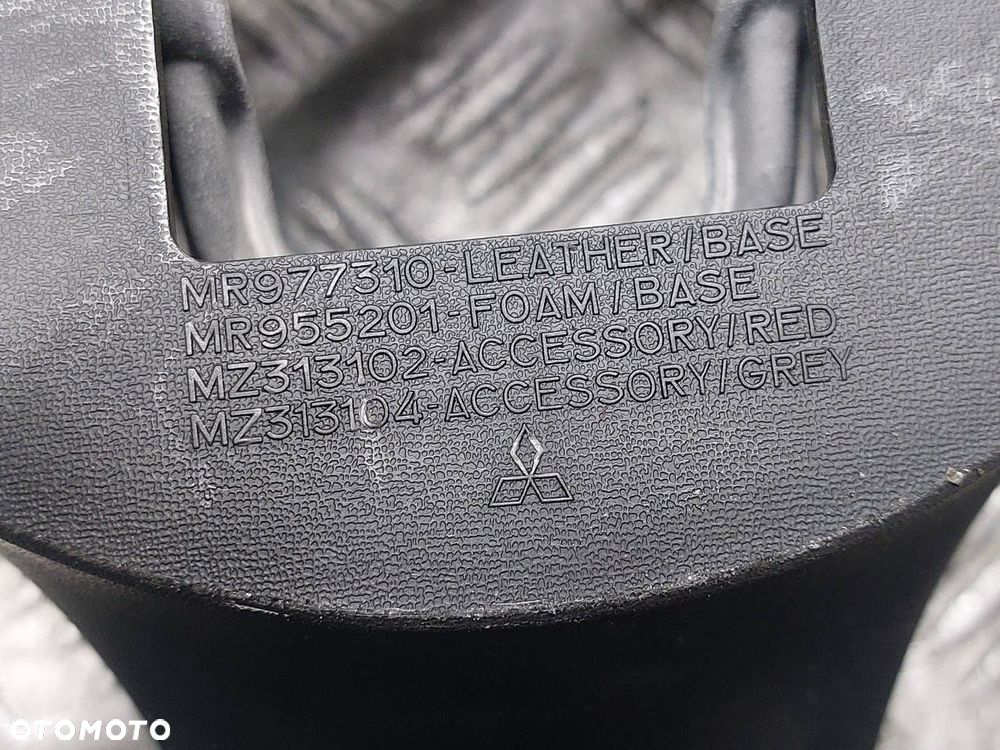 MR977310-LEATHER/BASE
MR955201-FOAM/BASE
MZ313102-ACCESSORY/RED
MZ313104-ACCESSORY/GREY
OTOMOTO